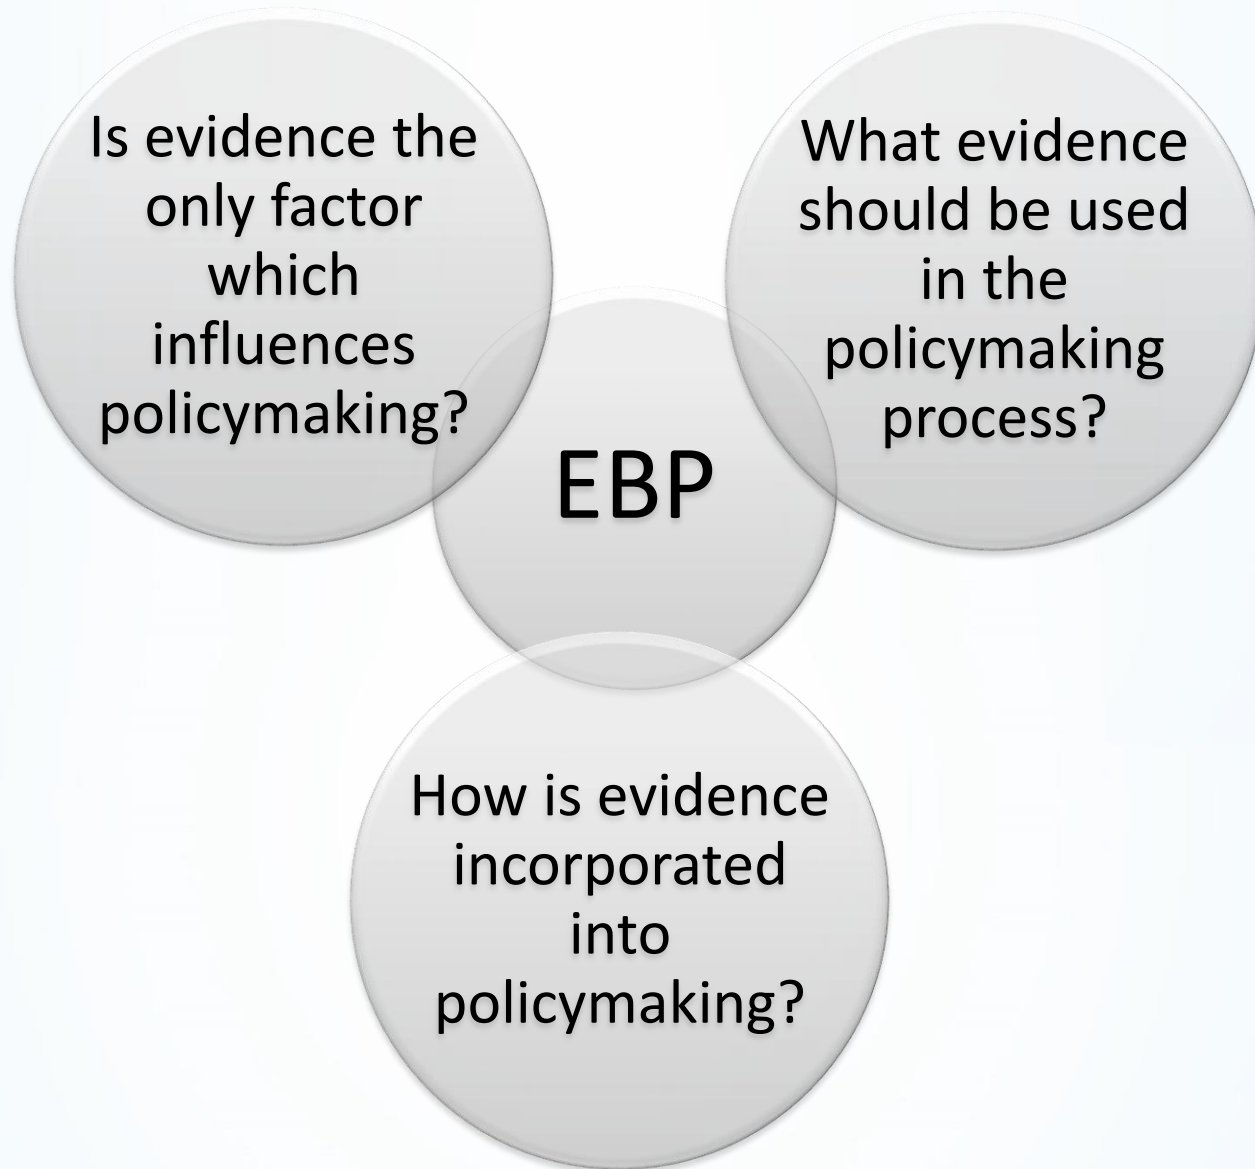 Is evidence the
only factor
which
influences
policymaking?
What evidence
should be used
in the
policymaking
process?
EBP
How is evidence
incorporated
into
policymaking?